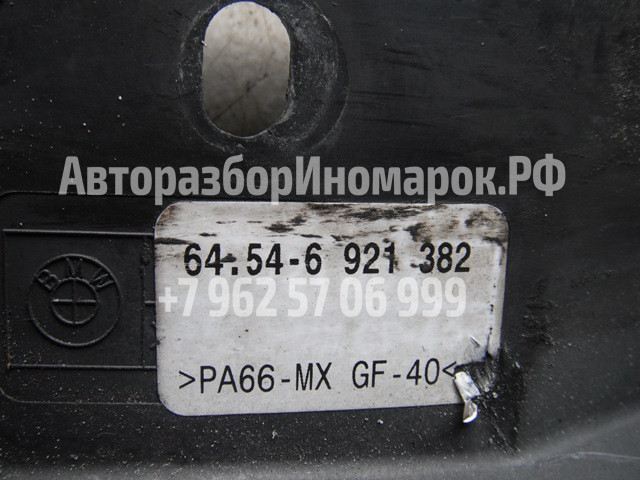 АвторазборИномарок.РФ
64.54-6 921 382
BMW
+7 962 57 06 999
>PA66-MX GF-40<